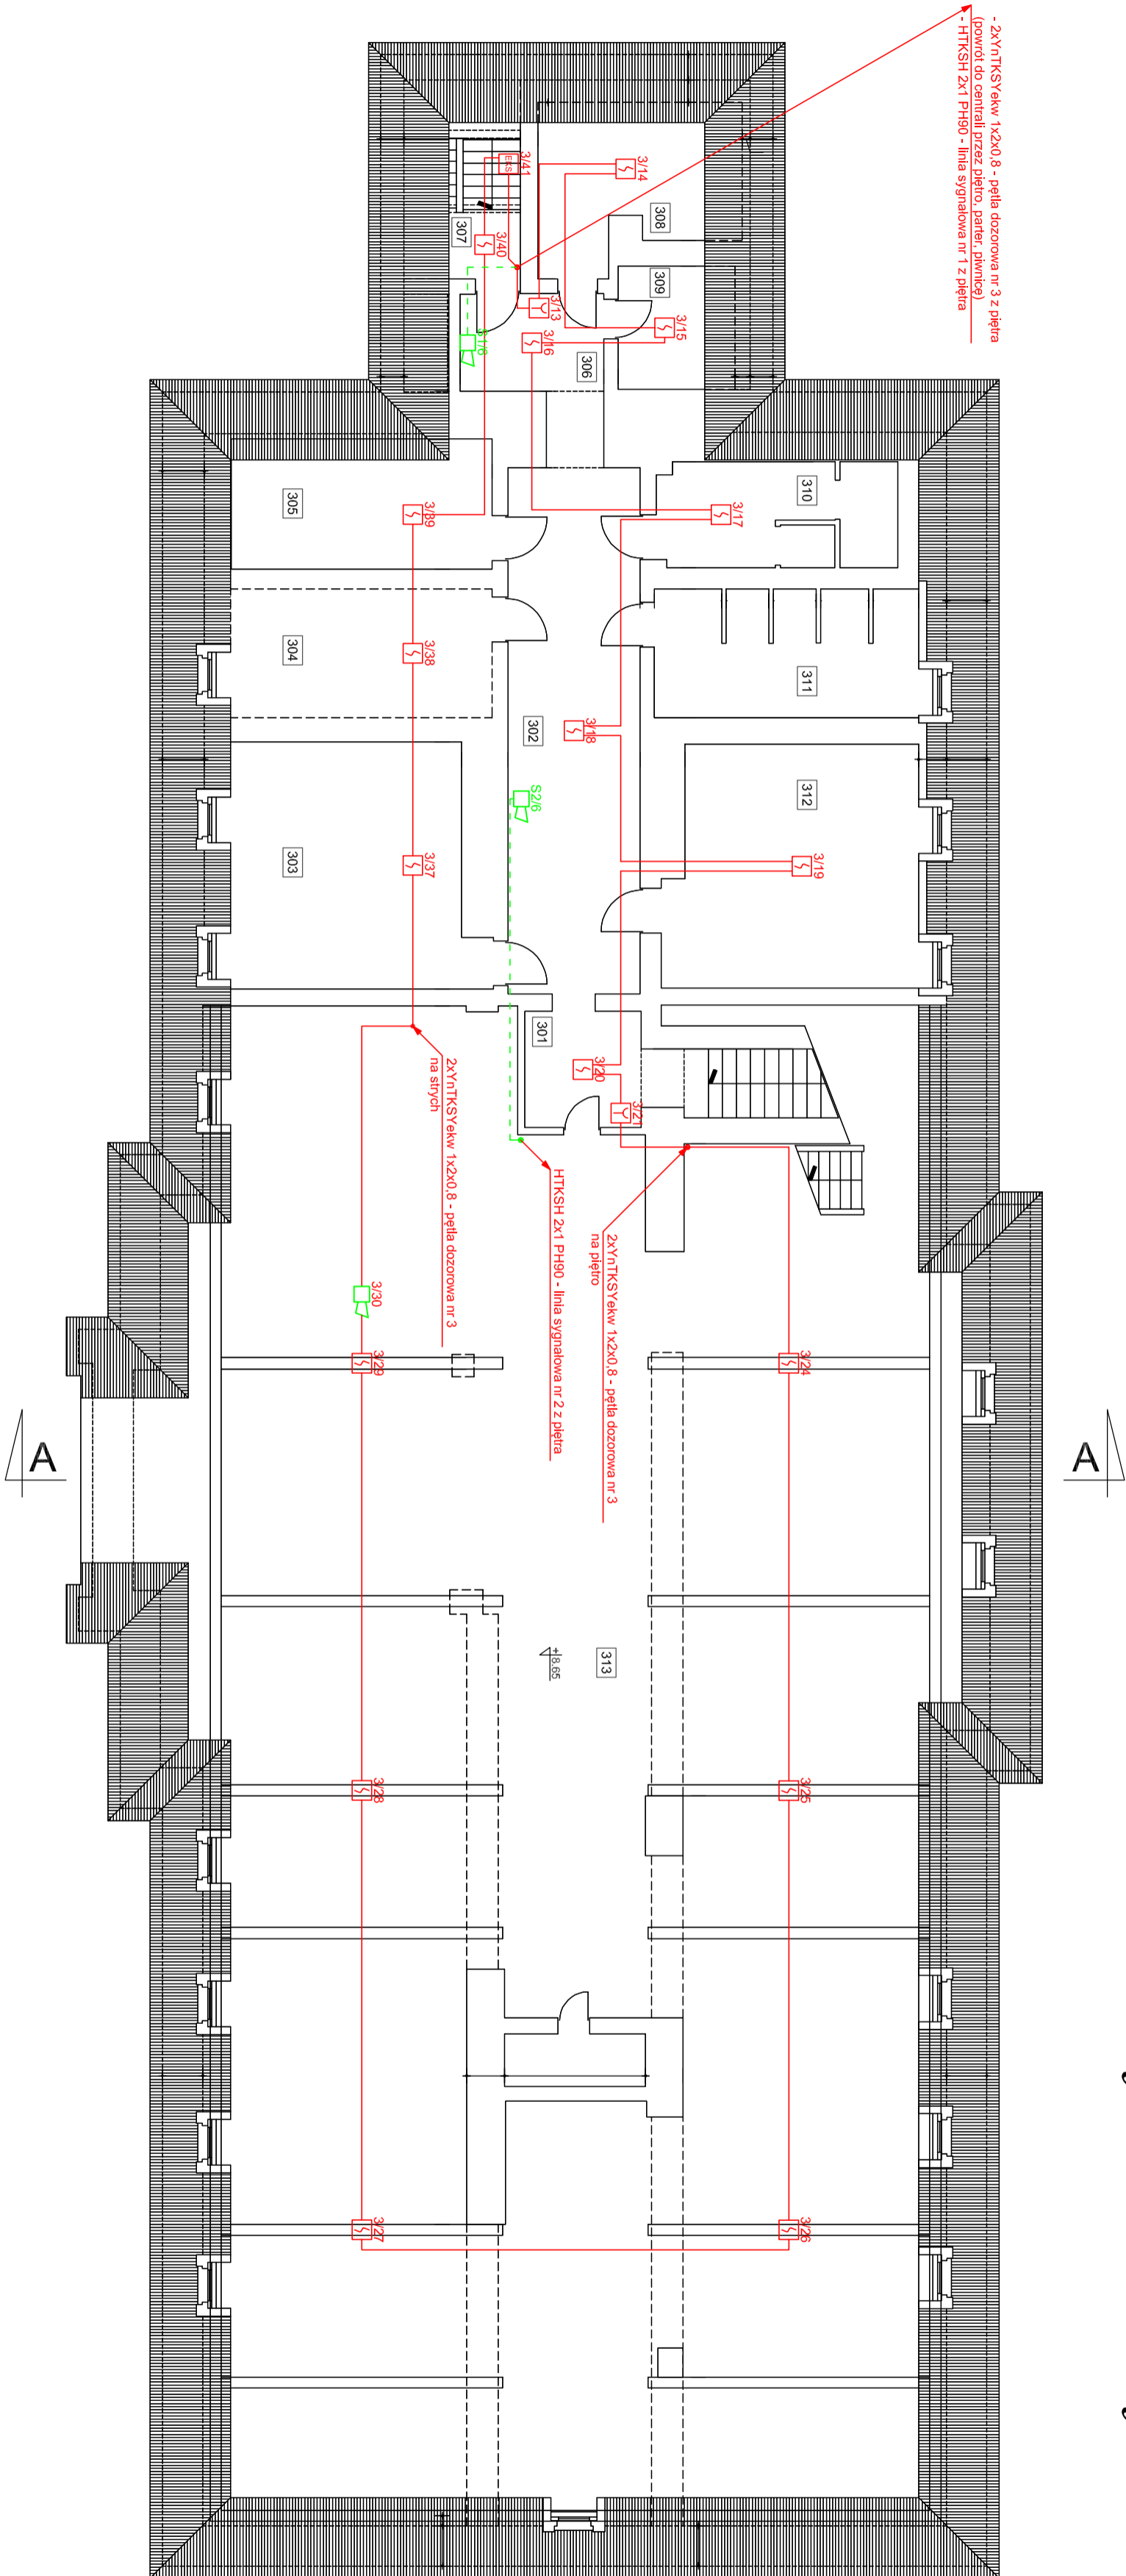 - 2xYnTKSYekw 1x2x0,8 - pętla dozorowa nr 3 z piętra
(powrót do centrali przez piętro, parter, piwnicę)
- HTKSH 2x1 PH90 - linia sygnałowa nr 1 z piętra
3/41
EKS
3/14
308
307
3/40
309
3/13
3/15
3/16
S1/6
306
305
3/39
310
3/17
304
3/38
311
302
3/18
S2/6
312
303
3/37
3/19
301
3/20
3/21
2xYnTKSYekw 1x2x0,8 - pętla dozorowa nr 3
na strych
HTKSH 2x1 PH90 - linia sygnałowa nr 2 z piętra
2xYnTKSYekw 1x2x0,8 - pętla dozorowa nr 3
na piętro
3/30
3/29
3/24
A
A
313
+8.65
3/28
3/25
3/27
3/26